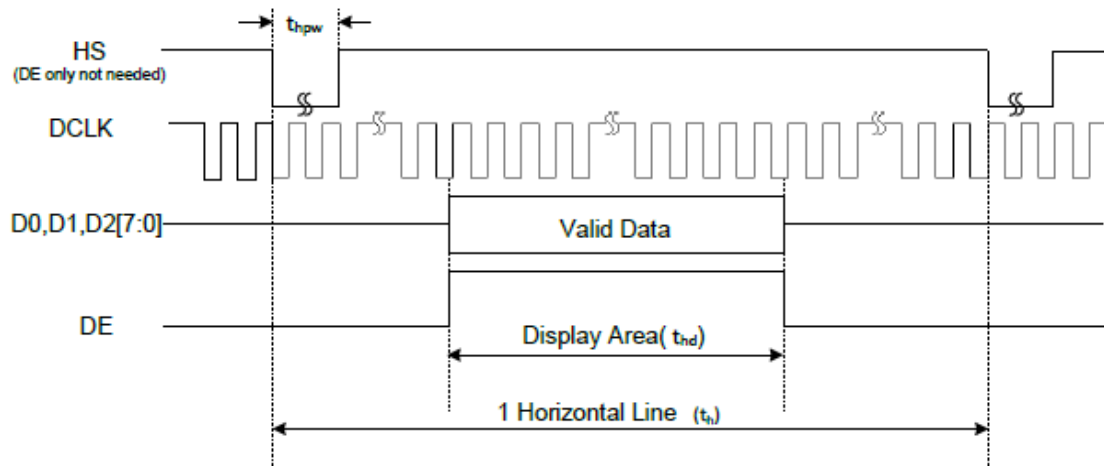 thpw
HS
(DE only not needed)
DCLK
D0,D1,D2[7:0]
Valid Data
DE
Display Area( thd)
1 Horizontal Line (th)